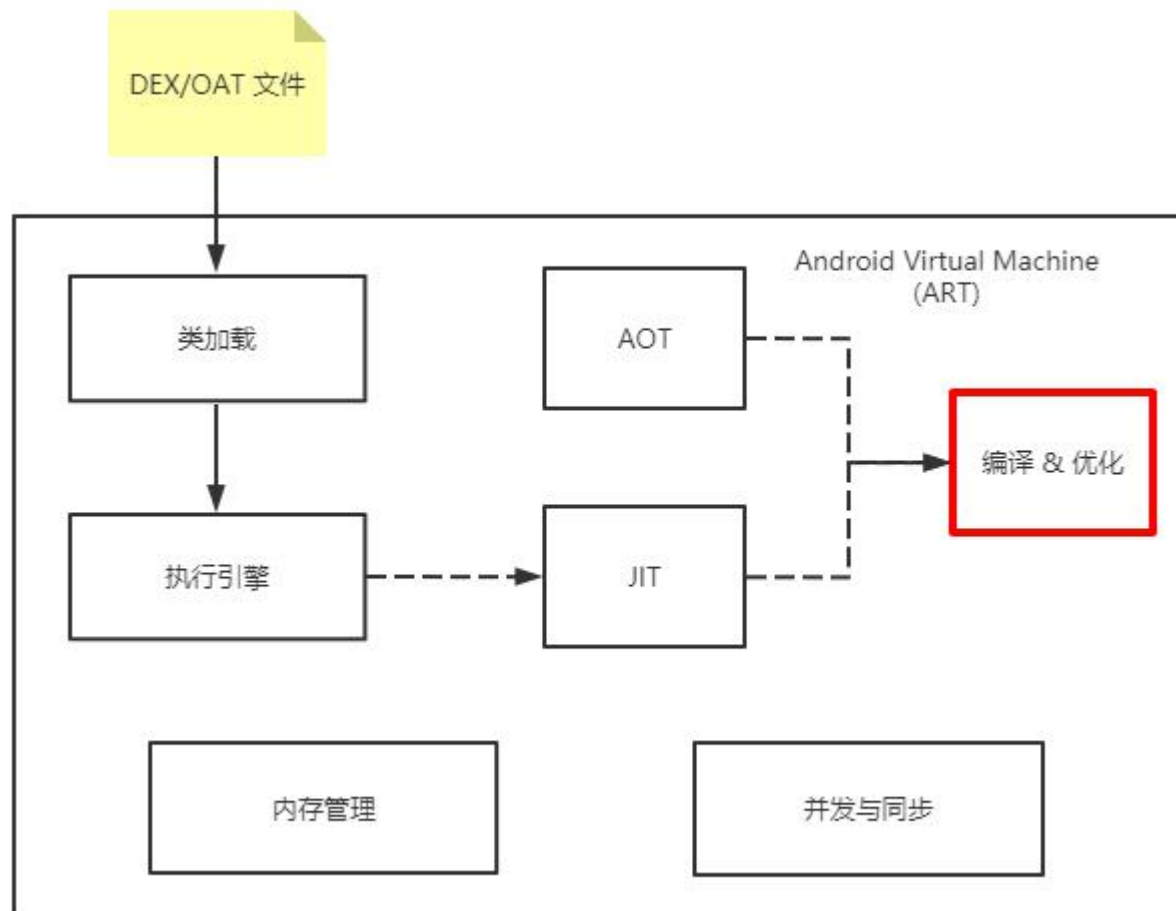 DEX/OAT 文件
Android Virtual Machine
(ART)
类加载
AOT
编译 & 优化
执行引擎
JIT
内存管理
并发与同步